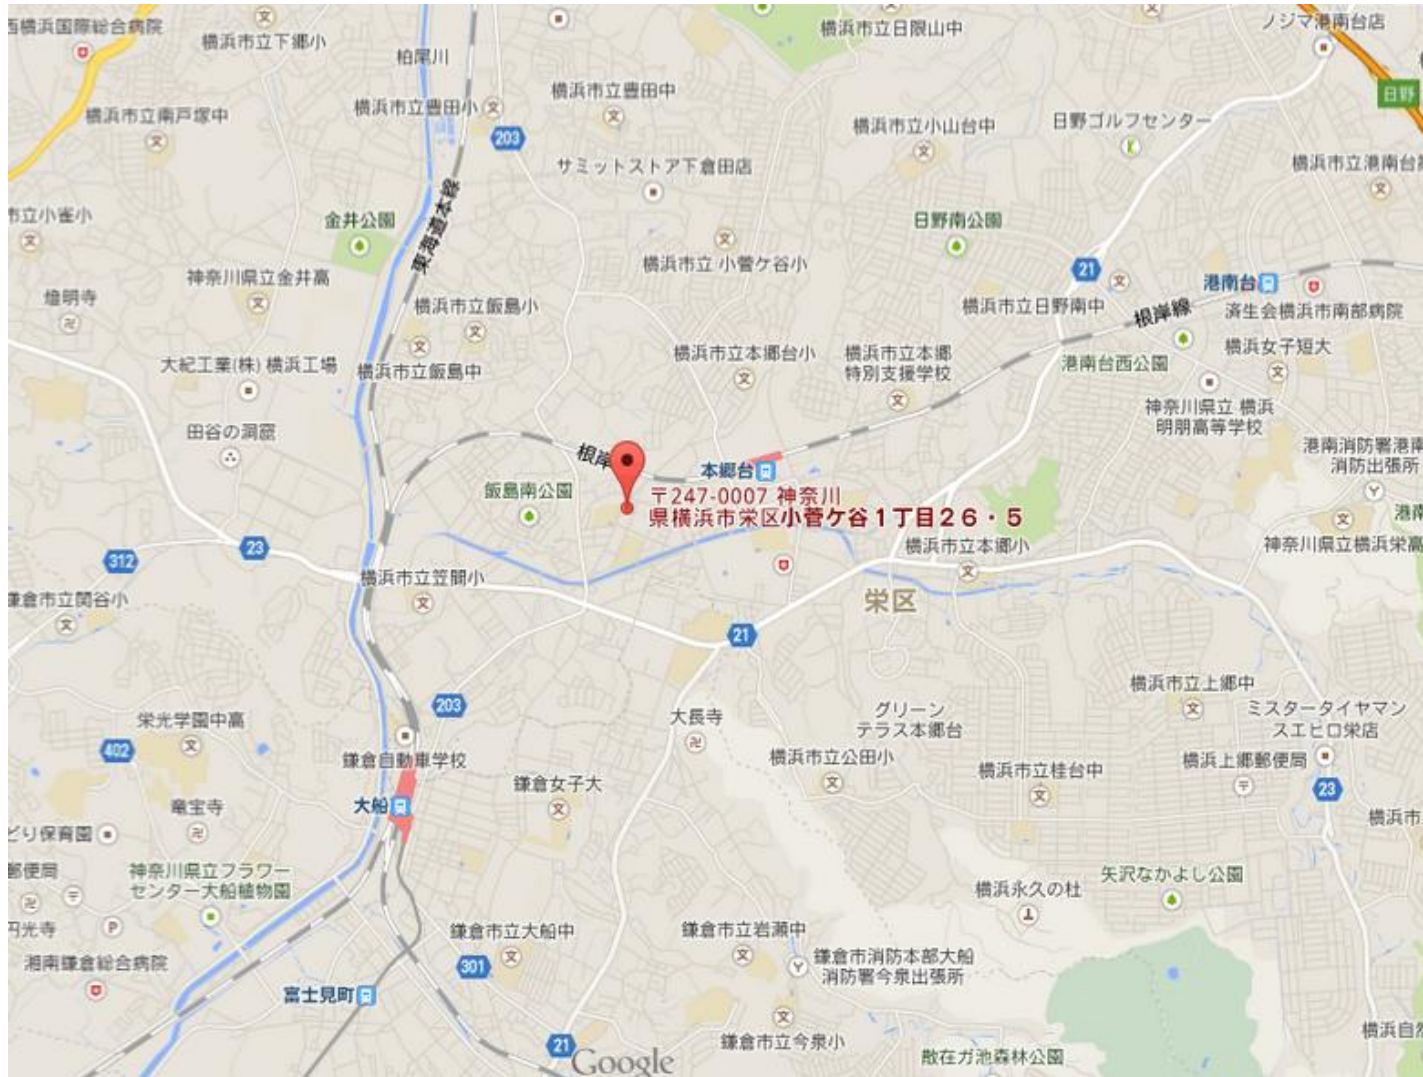 西横浜国際総合病院
横浜市立下郷小
柏尾川
横浜市立日限山中
ノジマ港南台店
日野
横浜市立南戸塚中
横浜市立豊田小
横浜市立豊田中
203
横浜市立小山台中
日野ゴルフセンター
サミットストア下倉田店
横浜市立港南台
市立小雀小
金井公園
東海道本線
日野南公園
神奈川県立金井高
横浜市立 小菅ケ谷小
21
港南台
燈明寺
横浜市立飯島小
横浜市立日野南中
根岸線
済生会横浜市南部病院
大紀工業(株) 横浜工場
横浜市立飯島中
横浜市立本郷台小
横浜市立本郷
特別支援学校
港南台西公園
横浜女子短大
神奈川県立 横浜
明朋高等学校
田谷の洞窟
根岸
本郷台
港南消防署港南
消防出張所
飯島南公園
〒247-0007 神奈川
県横浜市栄区小菅ケ谷１丁目２６・５
港南
312
23
横浜市立本郷小
神奈川県立横浜栄高
鎌倉市立関谷小
横浜市立笠間小
栄区
21
203
栄光学園中高
大長寺
グリーン
テラス本郷台
横浜市立上郷中
ミスタータイヤマン
スエヒロ栄店
402
鎌倉自動車学校
横浜市立公田小
横浜市立桂台中
横浜上郷郵便局
鎌倉女子大
23
大船
竜宝寺
どり保育園
横浜市
郵便局
神奈川県立フラワー
センター大船植物園
横浜永久の杜
矢沢なかよし公園
円光寺
鎌倉市立大船中
鎌倉市立岩瀬中
湘南鎌倉総合病院
301
鎌倉市消防本部大船
消防署今泉出張所
富士見町
21
Google
鎌倉市立今泉小
散在ガ池森林公園
横浜自然